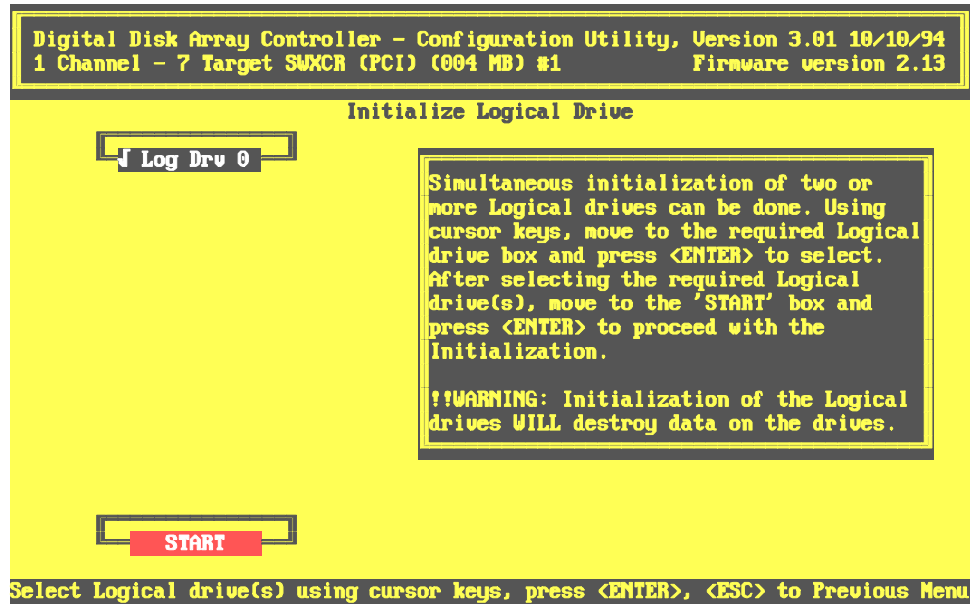 Digital Disk Array Controller – Configuration Utility, Version 3.01 10/10/94
1 Channel – 7 Target SWXCR (PCI) (004 MB) #1 Firmware version 2.13
Initialize Logical Drive
√ Log Drv 0
Simultaneous initialization of two or
more Logical drives can be done. Using
cursor keys, move to the required Logical
drive box and press <ENTER> to select.
After selecting the required Logical
drive(s), move to the 'START' box and
press <ENTER> to proceed with the
Initialization.
!!WARNING: Initialization of the Logical
drives WILL destroy data on the drives.
START
Select Logical drive(s) using cursor keys, press <ENTER>, <ESC> to Previous Menu